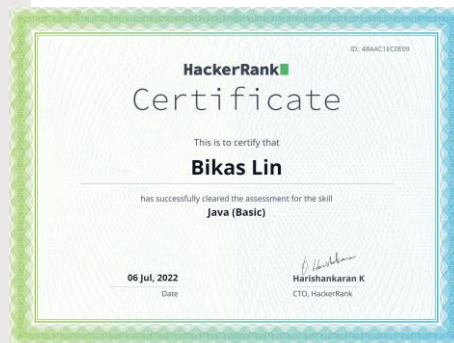 ID: 48AAC1EC0E09
HackerRank
Certificate
This is to certify that
Bikas Lin
has successfully cleared the assessment for the skill
Java (Basic)
06 Jul, 2022
Harishankaran K
Date
CTO, HackerRank